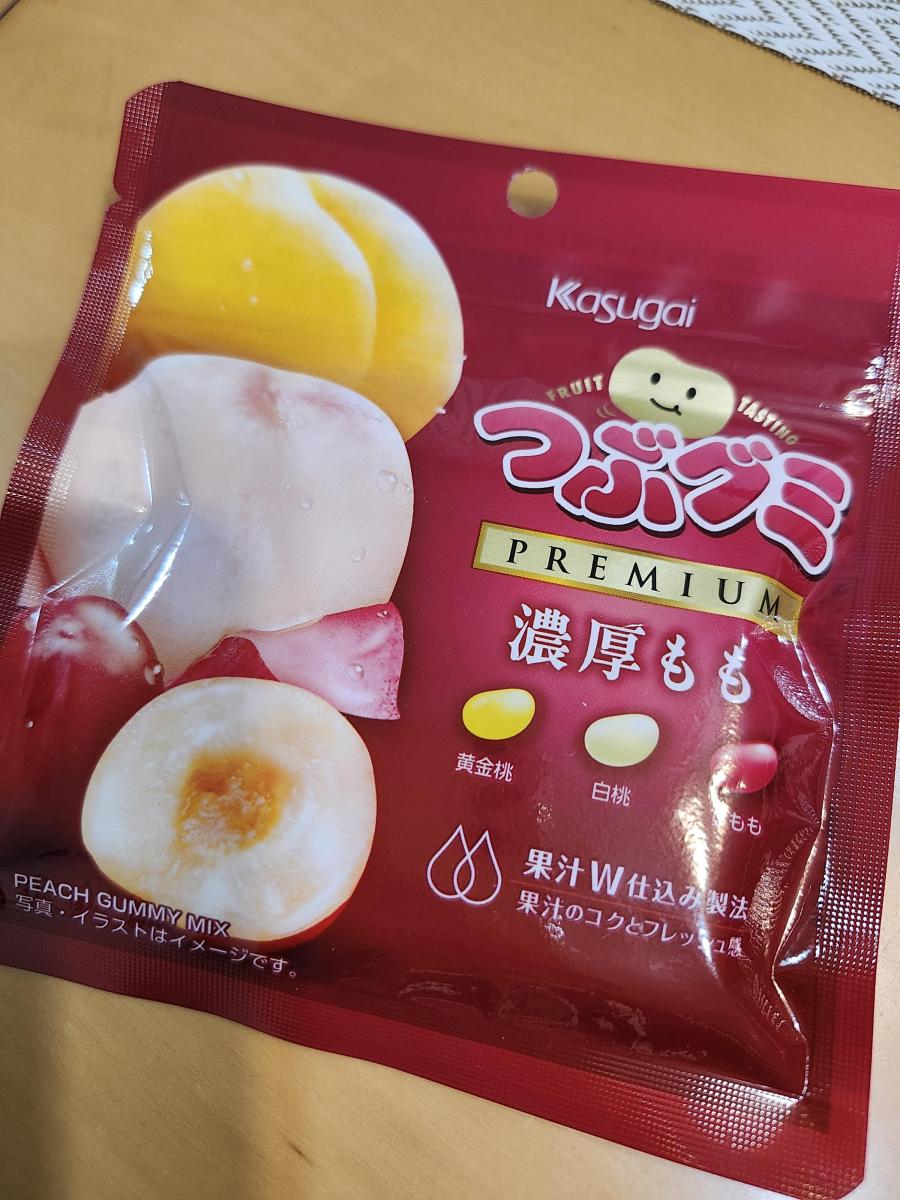 Kasugai
FRUIT TASTING
つぶグミ
PREMIUM
濃厚もも
黄金桃
白桃
もも
果汁W仕込み製法
果汁のコクとフレッシュ感
PEACH GUMMY MIX
写真・イラストはイメージです。